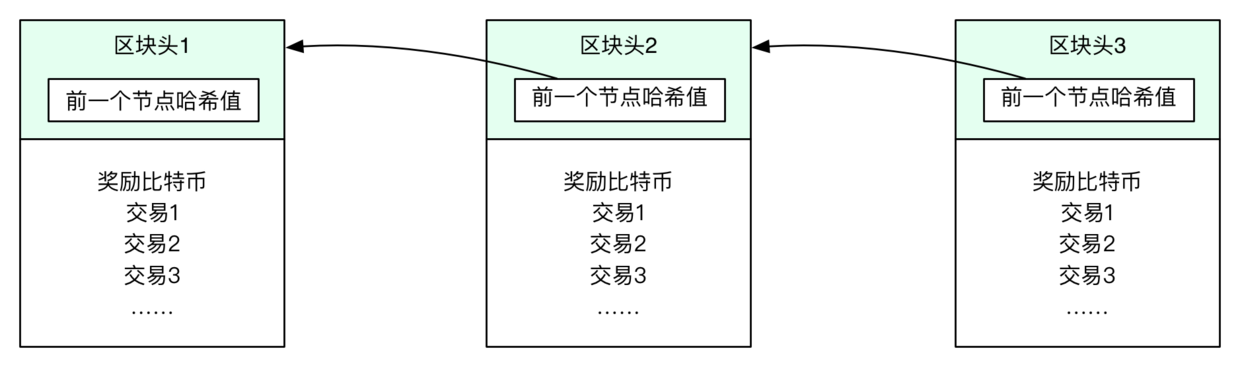 区块头1
前一个节点哈希值
奖励比特币
交易1
交易2
交易3
……
区块头2
前一个节点哈希值
奖励比特币
交易1
交易2
交易3
……
区块头3
前一个节点哈希值
奖励比特币
交易1
交易2
交易3
……